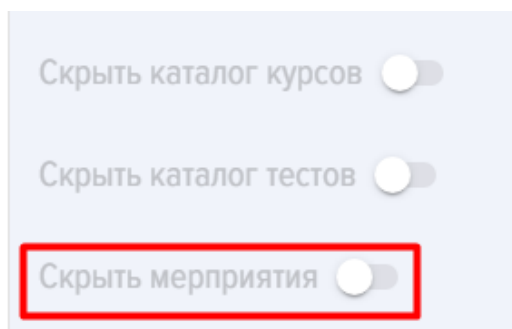 Скрыть каталог курсов
Скрыть каталог тестов
Скрыть мерприятия